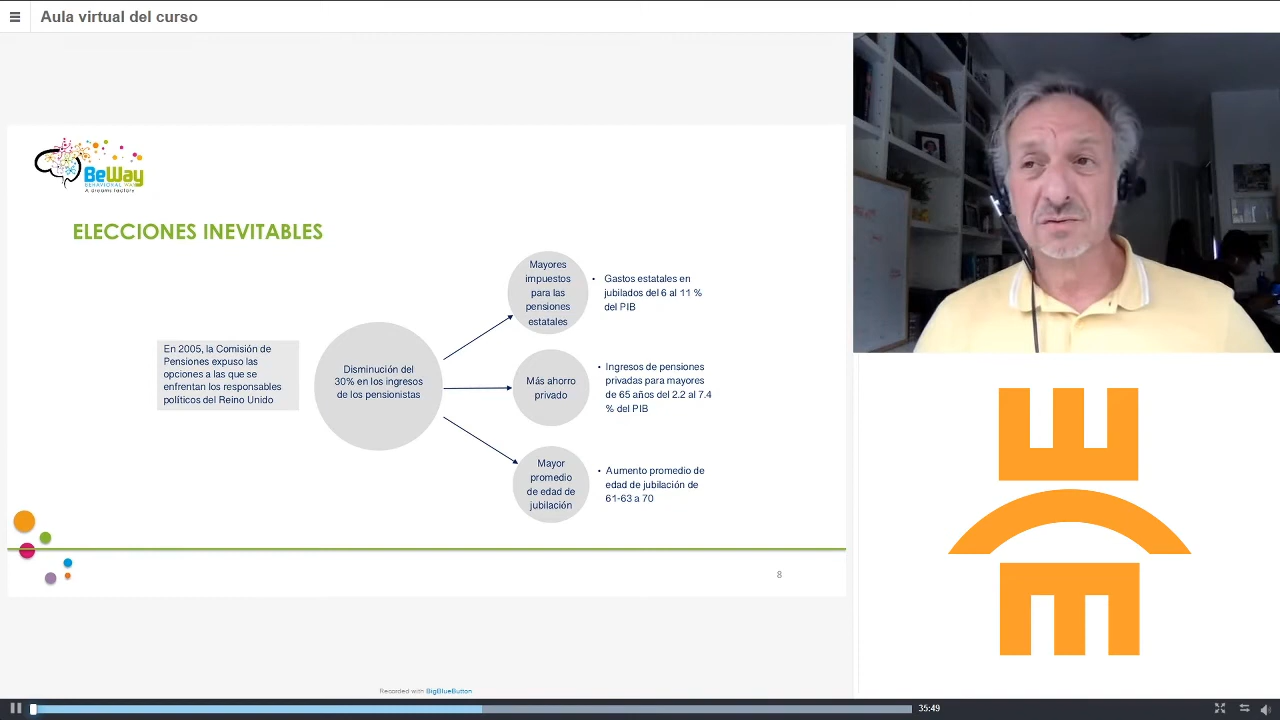 Aula virtual del curso
BeWay
BEHAVIORAL WAY
A dreams factory
ELECCIONES INEVITABLES
En 2005, la Comisión de
Pensiones expuso las
opciones a las que se
enfrentan los responsables
políticos del Reino Unido
Disminución del
30% en los ingresos
de los pensionistas
Mayores
impuestos
para las
pensiones
estatales
• Gastos estatales en
jubilados del 6 al 11 %
del PIB
Más ahorro
privado
• Ingresos de pensiones
privadas para mayores
de 65 años del 2.2 al 7.4
% del PIB
Mayor
promedio
de edad de
jubilación
• Aumento promedio de
edad de jubilación de
61-63 a 70
8
Recorded with BigBlueButton
35:49